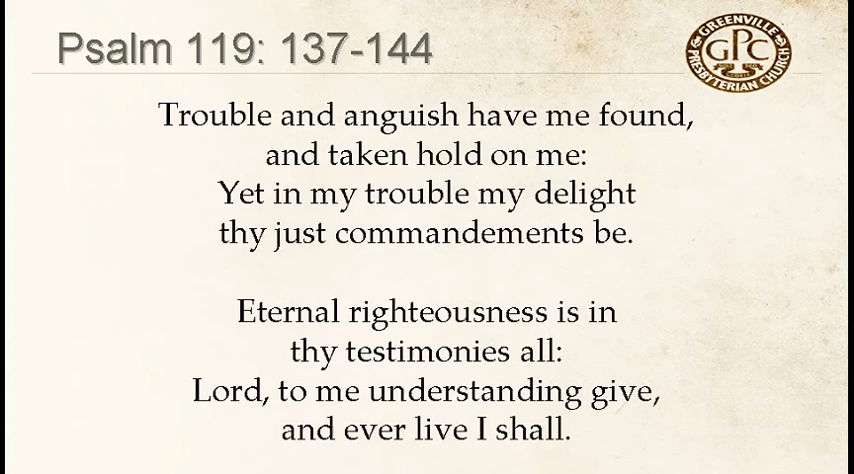 Psalm 119: 137-144
GREENVILLE
GPC
PRESBYTERIAN CHURCH
Trouble and anguish have me found,
and taken hold on me:
Yet in my trouble my delight
thy just commandements be.
Eternal righteousness is in
thy testimonies all:
Lord, to me understanding give,
and ever live I shall.